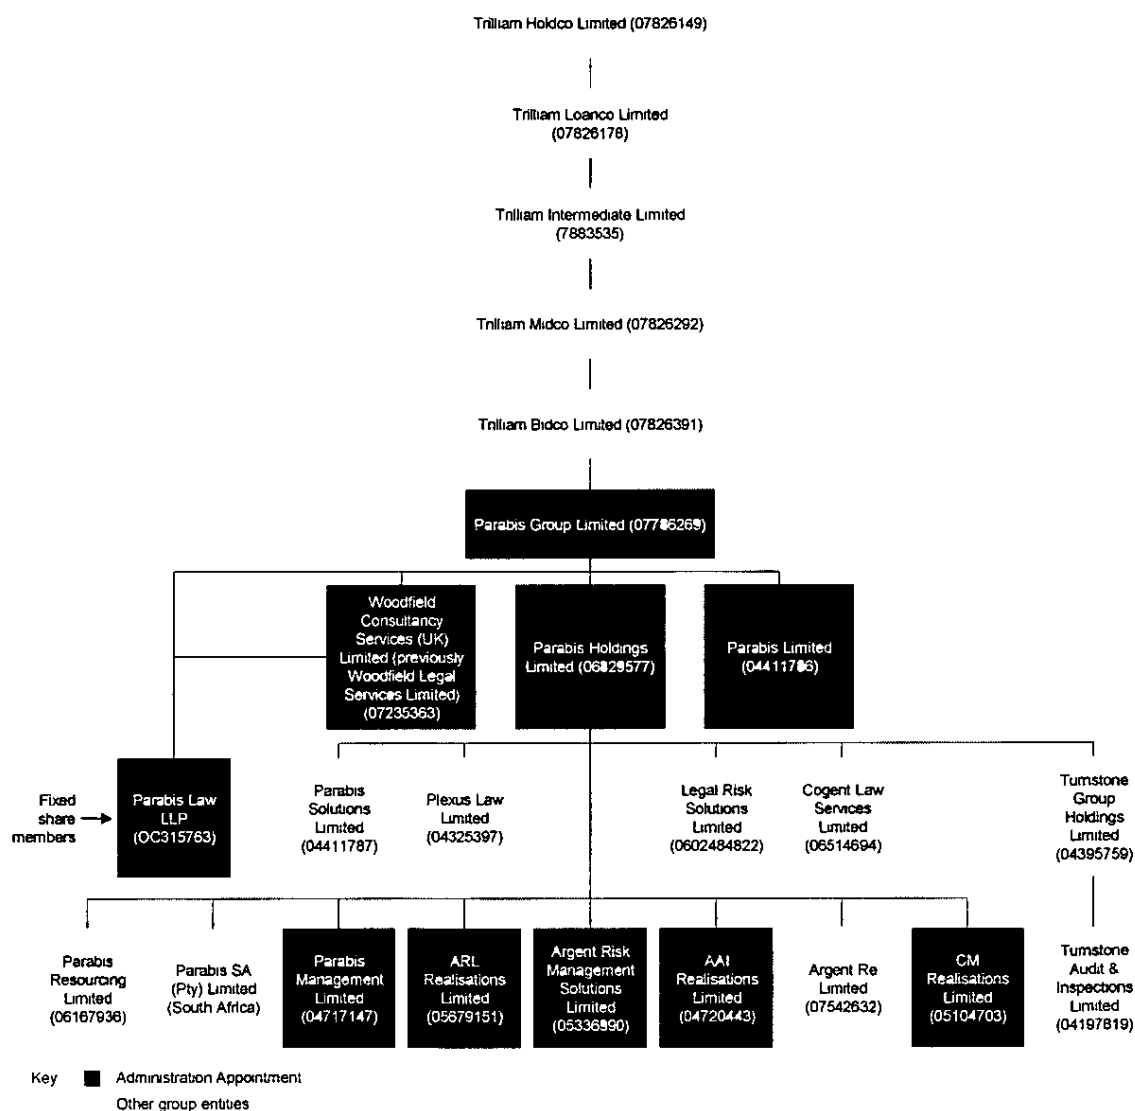 Trilliam Holdco Limited (07826149)
Trilliam Loanco Limited
(07826178)
Trilliam Intermediate Limited
(7883535)
Trilliam Midco Limited (07826292)
Trilliam Bidco Limited (07826391)
Parabis Group Limited (07786269)
Woodfield
Consultancy
Services (UK)
Limited (previously
Woodfield Legal
Services Limited)
(07235363)
Parabis Holdings
Limited (06829577)
Parabis Limited
(04411786)
Fixed
share
members
Parabis Law
LLP
(OC315763)
Parabis
Solutions
Limited
(04411787)
Plexus Law
Limited
(04325397)
Legal Risk
Solutions
Limited
(0602484822)
Cogent Law
Services
Limited
(06514694)
Turnstone
Group
Holdings
Limited
(04395759)
Parabis
Resourcing
Limited
(06167936)
Parabis SA
(Pty) Limited
(South Africa)
Parabis
Management
Limited
(04717147)
ARL
Realisations
Limited
(05679151)
Argent Risk
Management
Solutions
Limited
(05336990)
AAI
Realisations
Limited
(04720443)
Argent Re
Limited
(07542632)
CM
Realisations
Limited
(05104703)
Turnstone
Audit &
Inspections
Limited
(04197819)
Key
Administration Appointment
Other group entities